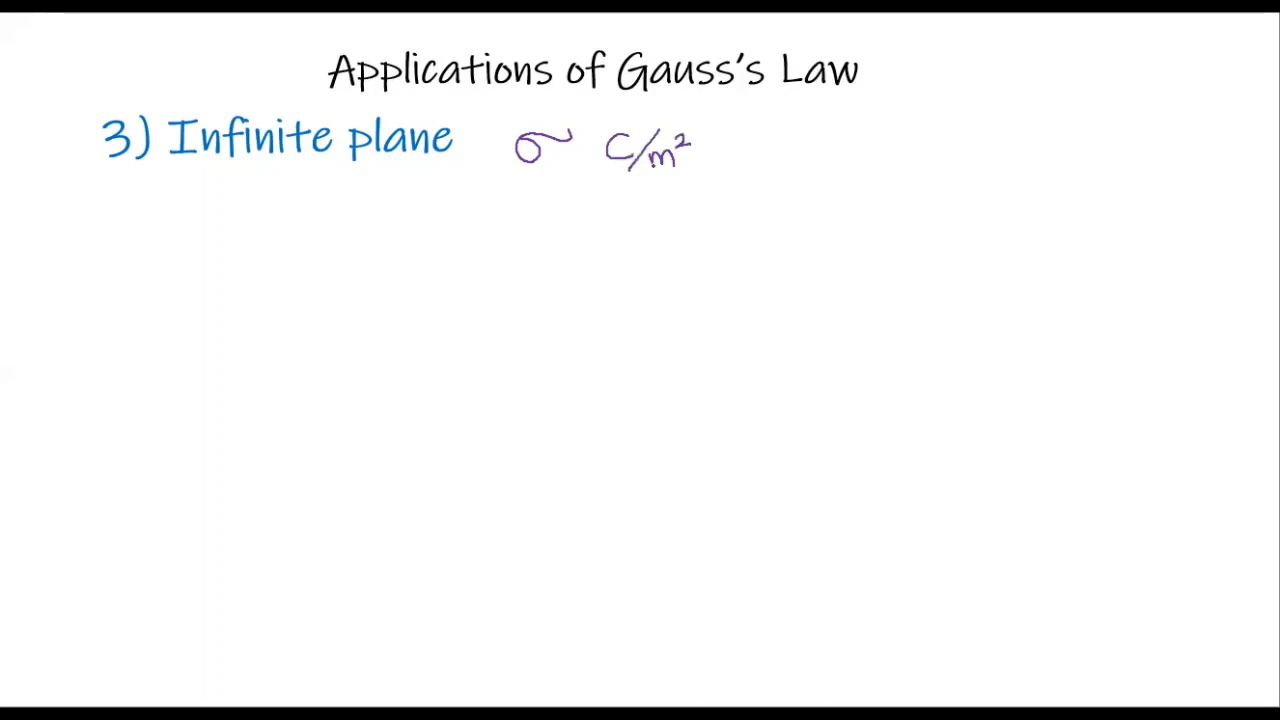 Applications of Gauss's Law
3) Infinite plane σ C/m²